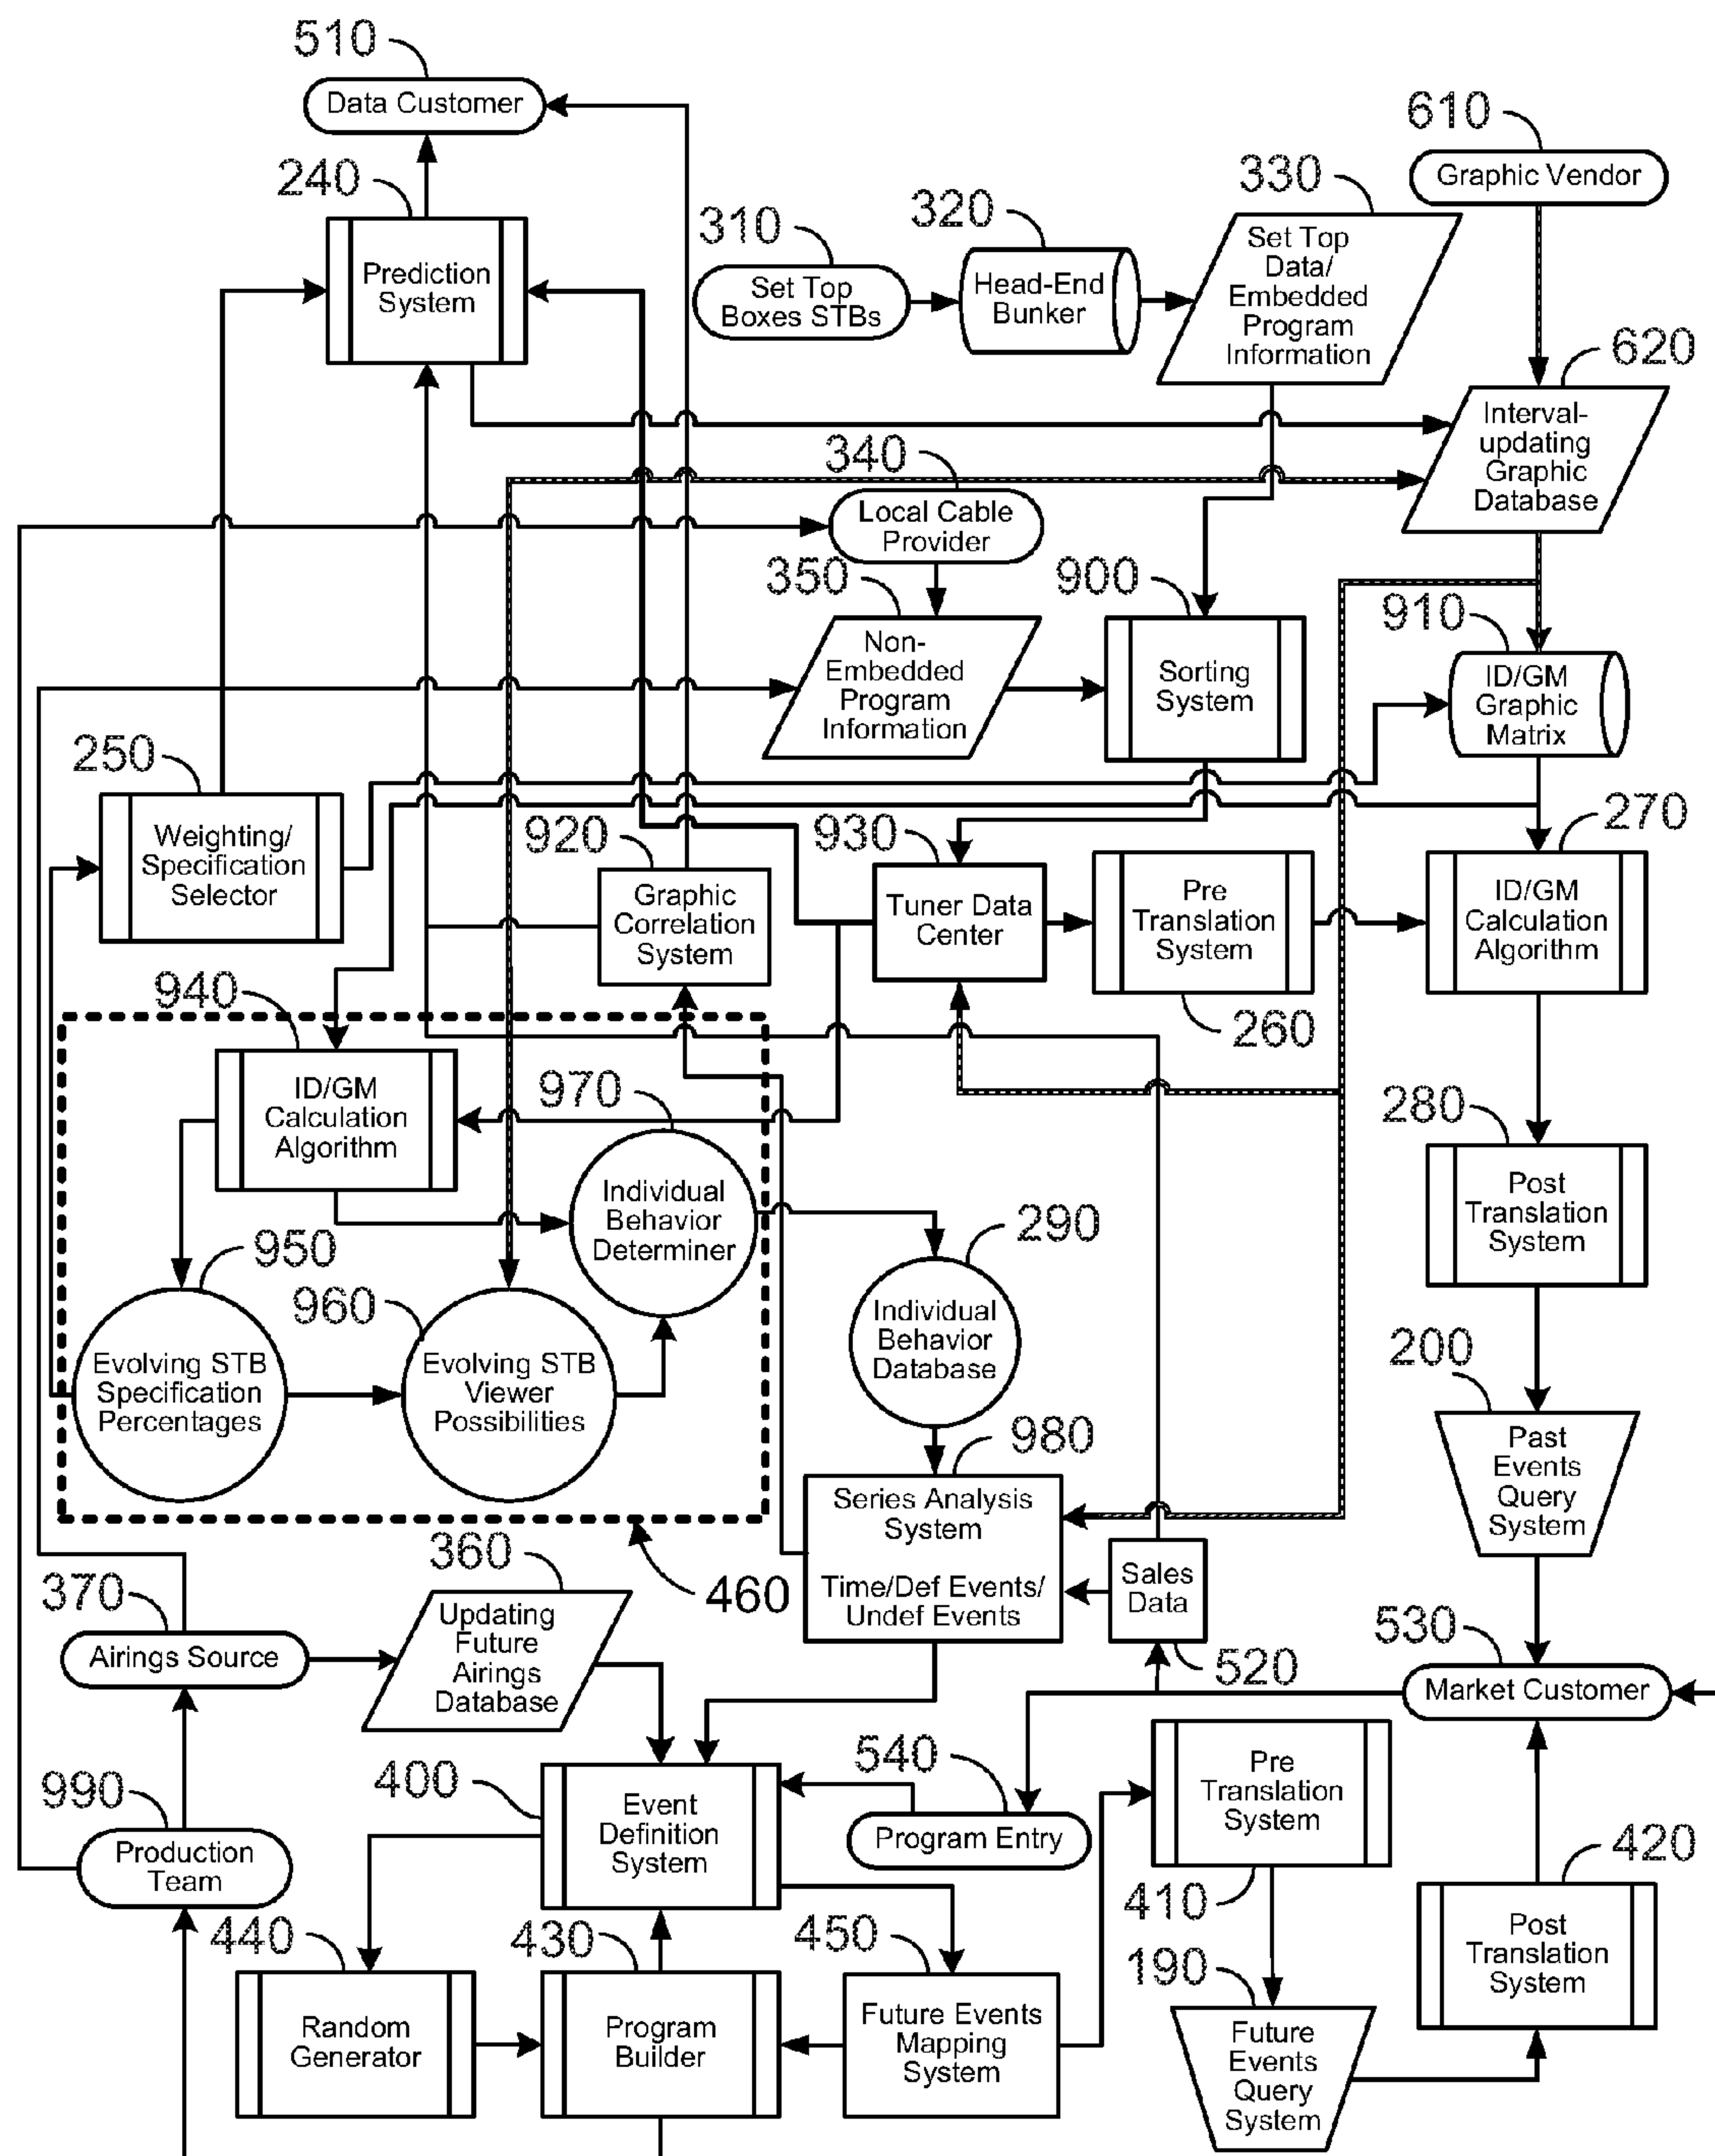 510
Data Customer
240
Prediction
System
610
Graphic Vendor
330
Set Top
Data/
Embedded
Program
Information
320
Head-End
Bunker
310
Set Top
Boxes STBs
620
Interval-
updating
Graphic
Database
340
Local Cable
Provider
350
Non-
Embedded
Program
Information
900
Sorting
System
910
ID/GM
Graphic
Matrix
250
Weighting/
Specification
Selector
920
Graphic
Correlation
System
930
Tuner Data
Center
Pre
Translation
System
260
270
ID/GM
Calculation
Algorithm
940
ID/GM
Calculation
Algorithm
970
Individual
Behavior
Determiner
280
Post
Translation
System
950
Evolving STB
Specification
Percentages
960
Evolving STB
Viewer
Possibilities
290
Individual
Behavior
Database
200
Past
Events
Query
System
980
Series Analysis
System
Time/Def Events/
Undef Events
460
Sales
Data
520
360
Updating
Future
Airings
Database
370
Airings Source
530
Market Customer
990
Production
Team
400
Event
Definition
System
540
Program Entry
Pre
Translation
System
410
420
Post
Translation
System
440
Random
Generator
430
Program
Builder
450
Future Events
Mapping
System
190
Future
Events
Query
System